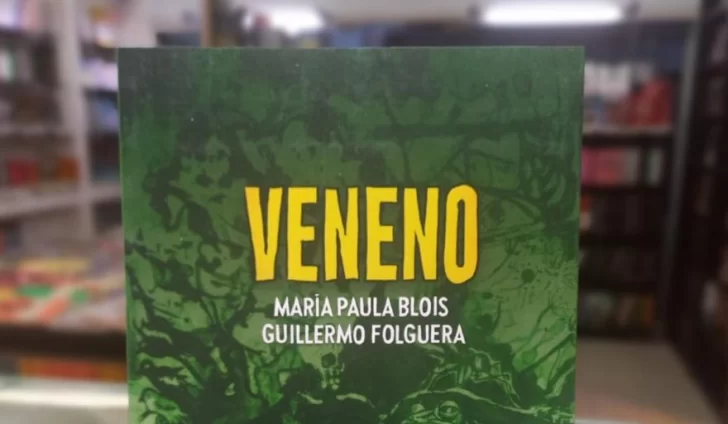 VENENO
MARÍA PAULA BLOIS
GUILLERMO FOLGUERA